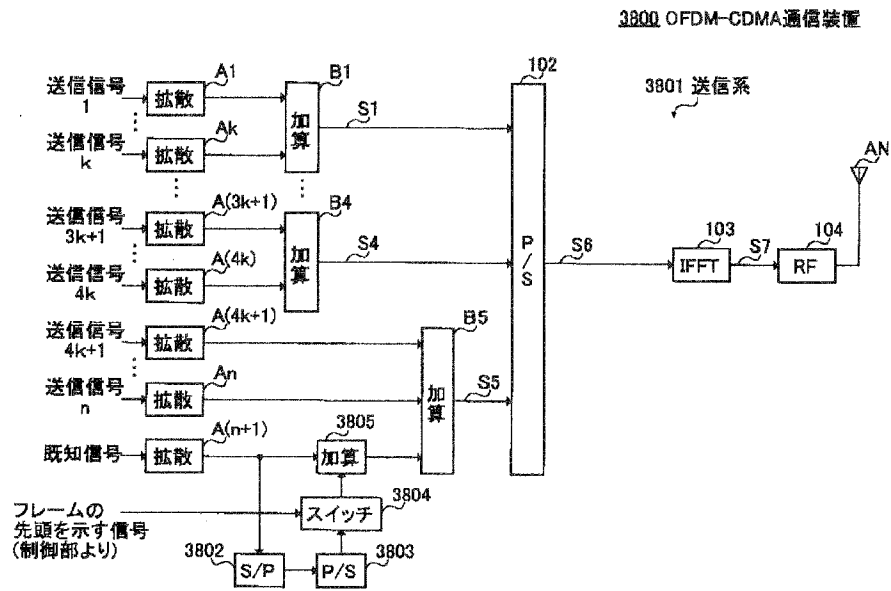 3800 OFDM-CDMA通信装置
3801 送信系
送信信号
1
拡散
A1
加算
B1
S1
送信信号
k
拡散
Ak
送信信号
3k+1
拡散
A(3k+1)
加算
B4
S4
送信信号
4k
拡散
A(4k)
送信信号
4k+1
拡散
A(4k+1)
加算
B5
S5
送信信号
n
拡散
An
既知信号
拡散
A(n+1)
加算
3805
フレームの
先頭を示す信号
(制御部より)
スイッチ
3804
3802
S/P
P/S
3803
102
P/S
S6
103
IFFT
S7
104
RF
AN